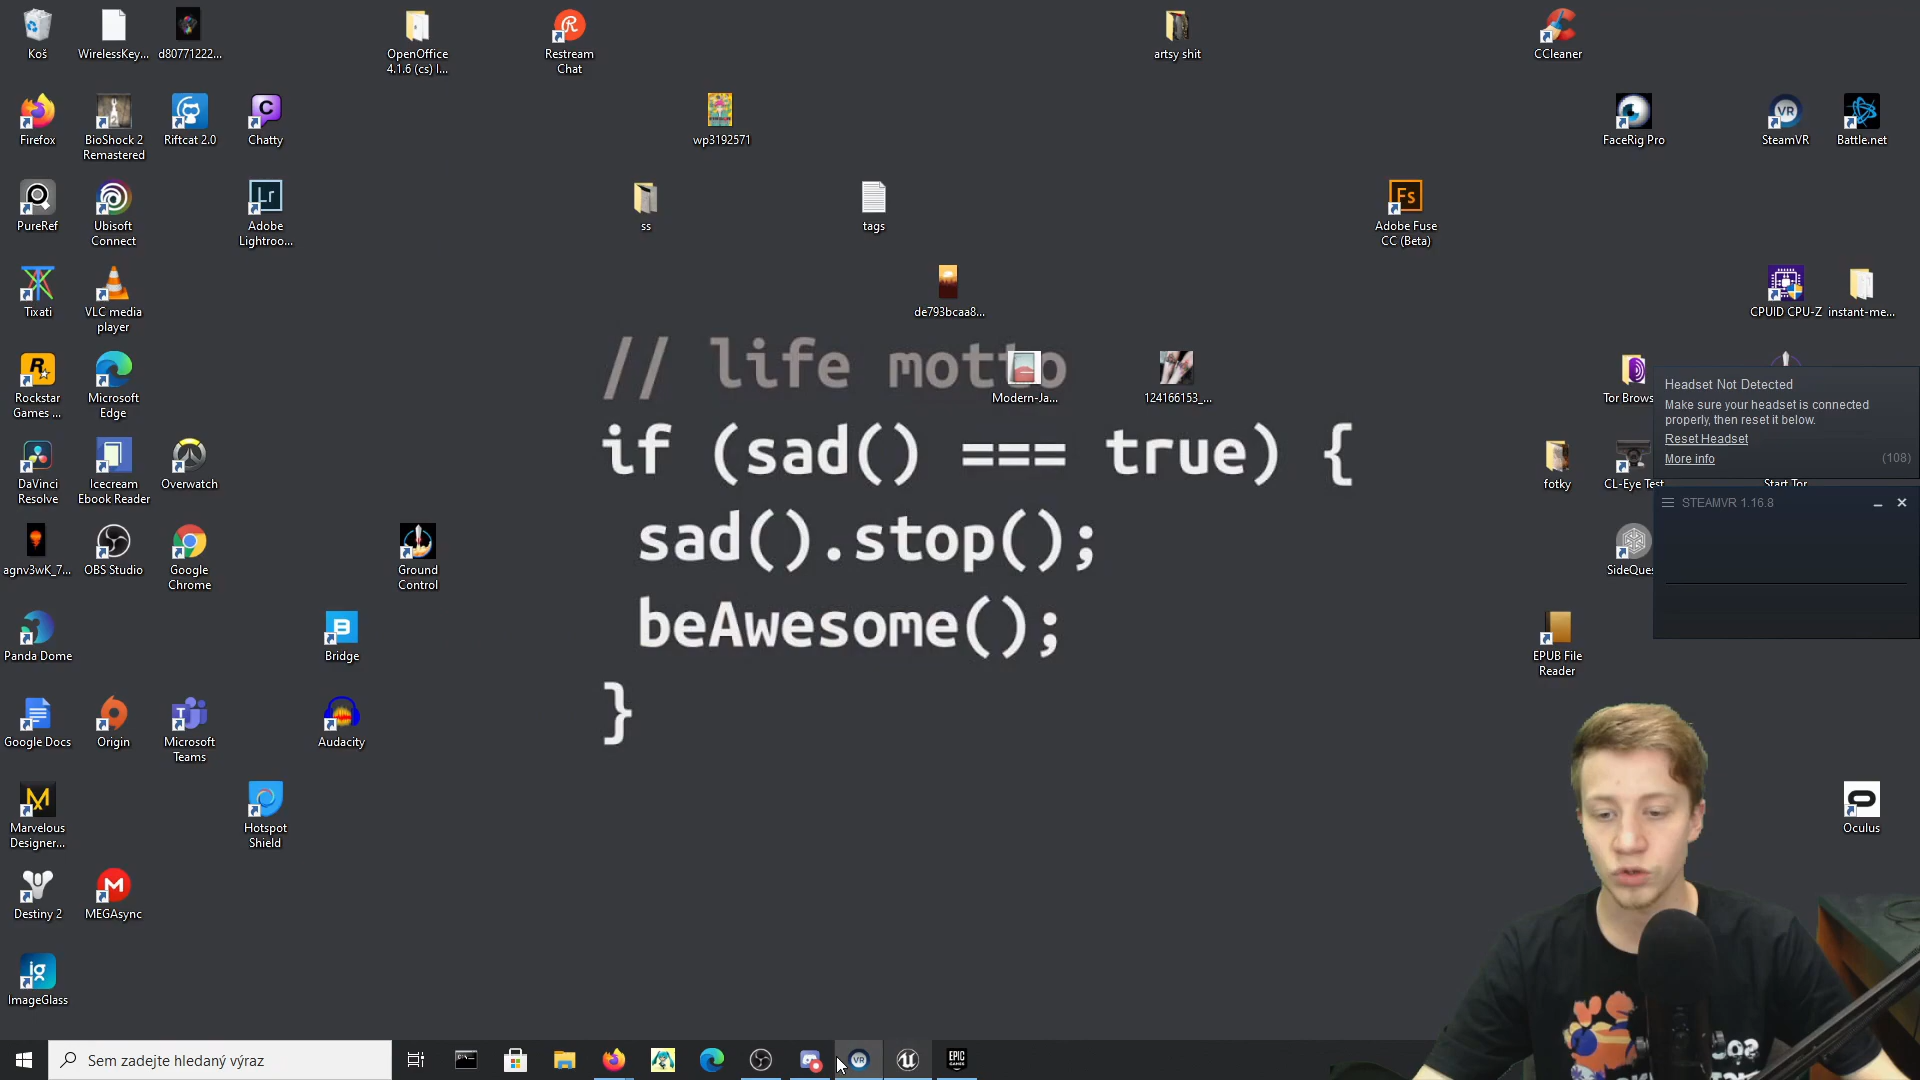 Koš
WirelessKey...
d80771222...
OpenOffice
4.1.6 (cs) I...
Restream
Chat
artsy shit
CCleaner
Firefox
BioShock 2
Remastered
Riftcat 2.0
Chatty
wp3192571
FaceRig Pro
SteamVR
Battle.net
PureRef
Ubisoft
Connect
Adobe
Lightroo...
ss
tags
Adobe Fuse
CC (Beta)
Tixati
VLC media
player
de793bcaa8...
CPUID CPU-Z
instant-me...
// life motto
if (sad() === true) {
sad().stop();
beAwesome();
}
Rockstar
Games ...
Microsoft
Edge
Modern-Ja...
124166153_...
Tor Brows
Headset Not Detected
Make sure your headset is connected
properly, then reset it below.
Reset Headset
More info
(108)
DaVinci
Resolve
Icecream
Ebook Reader
Overwatch
fotky
CL-Eye Test
Start Tor
STEAMVR 1.16.8
agnv3wK_7...
OBS Studio
Google
Chrome
Ground
Control
SideQues
Panda Dome
Bridge
EPUB File
Reader
Google Docs
Origin
Microsoft
Teams
Audacity
Marvelous
Designer...
Hotspot
Shield
Oculus
Destiny 2
MEGAsync
ImageGlass
Sem zadejte hledaný výraz
VR
EPIC
GAMES